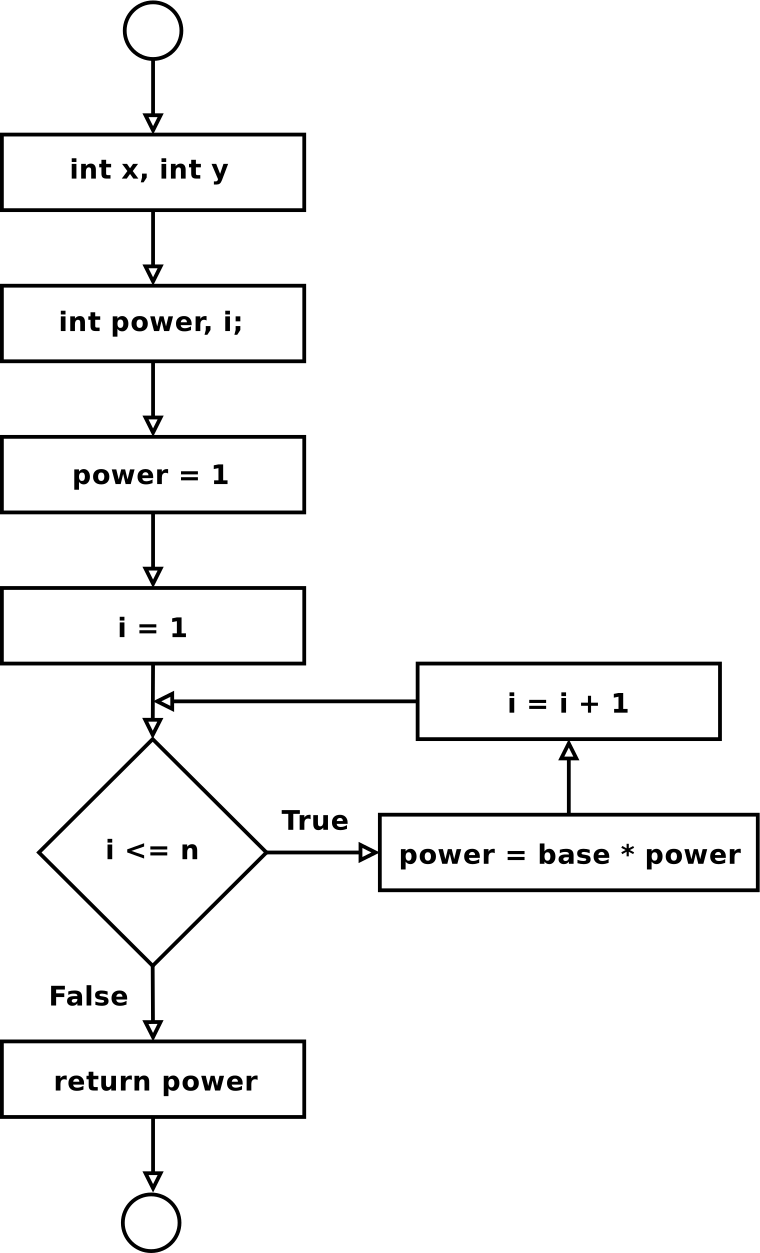 int x, int y
int power, i;
power = 1
i = 1
i = i + 1
i <= n
True
power = base * power
False
return power